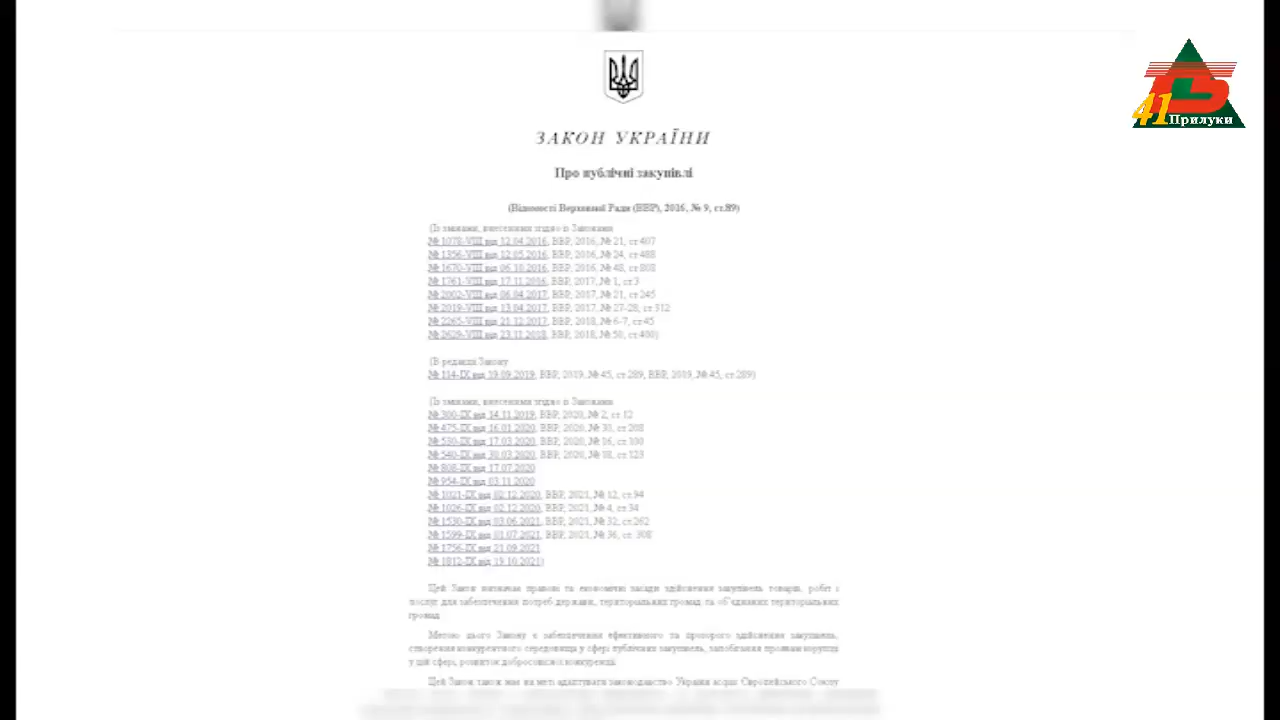 41
Прилуки
ЗАКОН УКРАЇНИ
Про публічні закупівлі
(Відомості Верховної Ради (ВВР), 2016, № 9, ст.89)
{Із змінами, внесеними згідно із Законами
№ 1078-VIII від 12.04.2016, ВВР, 2016, № 21, ст.407
№ 1356-VIII від 12.05.2016, ВВР, 2016, № 24, ст.488
№ 1670-VIII від 06.10.2016, ВВР, 2016, № 48, ст.808
№ 1761-VIII від 17.11.2016, ВВР, 2017, № 1, ст.3
№ 2002-VIII від 06.04.2017, ВВР, 2017, № 21, ст.245
№ 2019-VIII від 13.04.2017, ВВР, 2017, № 27-28, ст.312
№ 2265-VIII від 21.12.2017, ВВР, 2018, № 6-7, ст.45
№ 2629-VIII від 23.11.2018, ВВР, 2018, № 50, ст.400}
{В редакції Закону
№ 114-IX від 19.09.2019, ВВР, 2019, № 45, ст.289, ВВР, 2019, № 45, ст.289}
{Із змінами, внесеними згідно із Законами
№ 300-IX від 14.11.2019, ВВР, 2020, № 2, ст.12
№ 475-IX від 16.01.2020, ВВР, 2020, № 30, ст.208
№ 530-IX від 17.03.2020, ВВР, 2020, № 16, ст.100
№ 540-IX від 30.03.2020, ВВР, 2020, № 18, ст.123
№ 808-IX від 17.07.2020
№ 954-IX від 03.11.2020
№ 1021-IX від 02.12.2020, ВВР, 2021, № 12, ст.94
№ 1026-IX від 02.12.2020, ВВР, 2021, № 4, ст.34
№ 1530-IX від 03.06.2021, ВВР, 2021, № 32, ст.262
№ 1599-IX від 01.07.2021, ВВР, 2021, № 36, ст. 308
№ 1756-IX від 21.09.2021
№ 1812-IX від 19.10.2021}
Цей Закон визначає правові та економічні засади здійснення закупівель товарів, робіт і
послуг для забезпечення потреб держави, територіальних громад та об'єднаних територіальних
громад.
Метою цього Закону є забезпечення ефективного та прозорого здійснення закупівель,
створення конкурентного середовища у сфері публічних закупівель, запобігання проявам корупції
у цій сфері, розвиток добросовісної конкуренції.
Цей Закон також має на меті адаптувати законодавство України acquis Європейського Союзу